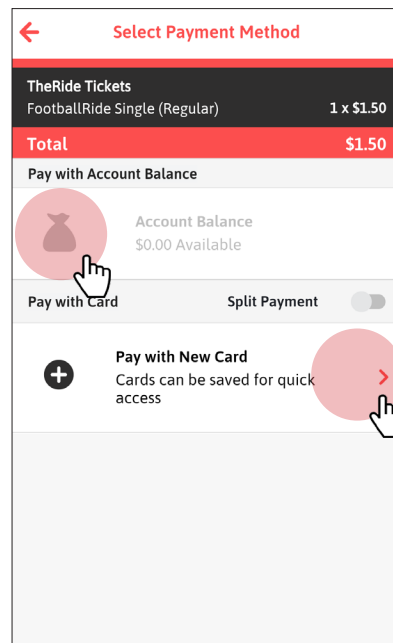 Select Payment Method
TheRide Tickets
FootballRide Single (Regular) 1 x $1.50
Total $1.50
Pay with Account Balance
Account Balance
$0.00 Available
Pay with Card Split Payment
Pay with New Card
Cards can be saved for quick
access